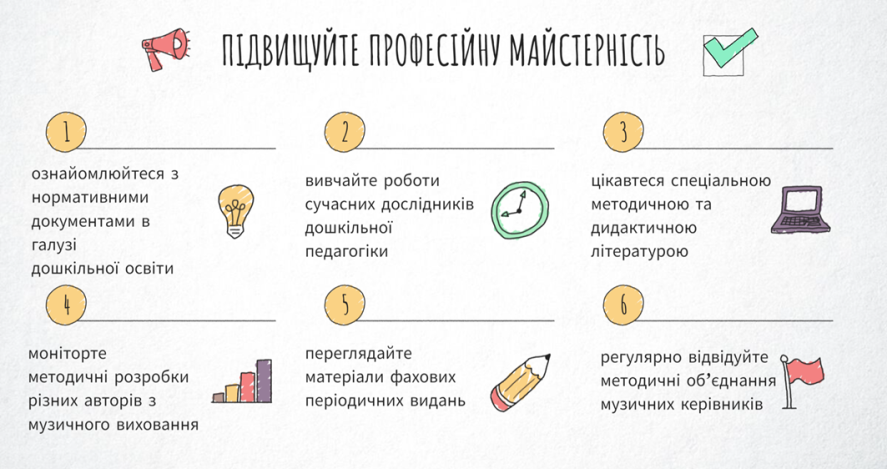 ПІДВИЩУЙТЕ ПРОФЕСІЙНУ МАЙСТЕРНІСТЬ
1
ознайомлюйтеся з
нормативними
документами в
галузі
дошкільної освіти
2
вивчайте роботи
сучасних дослідників
дошкільної
педагогіки
3
цікавтеся спеціальною
методичною та
дидактичною
літературою
4
моніторте
методичні розробки
різних авторів з
музичного виховання
5
переглядайте
матеріали фахових
періодичних видань
6
регулярно відвідуйте
методичні об’єднання
музичних керівників